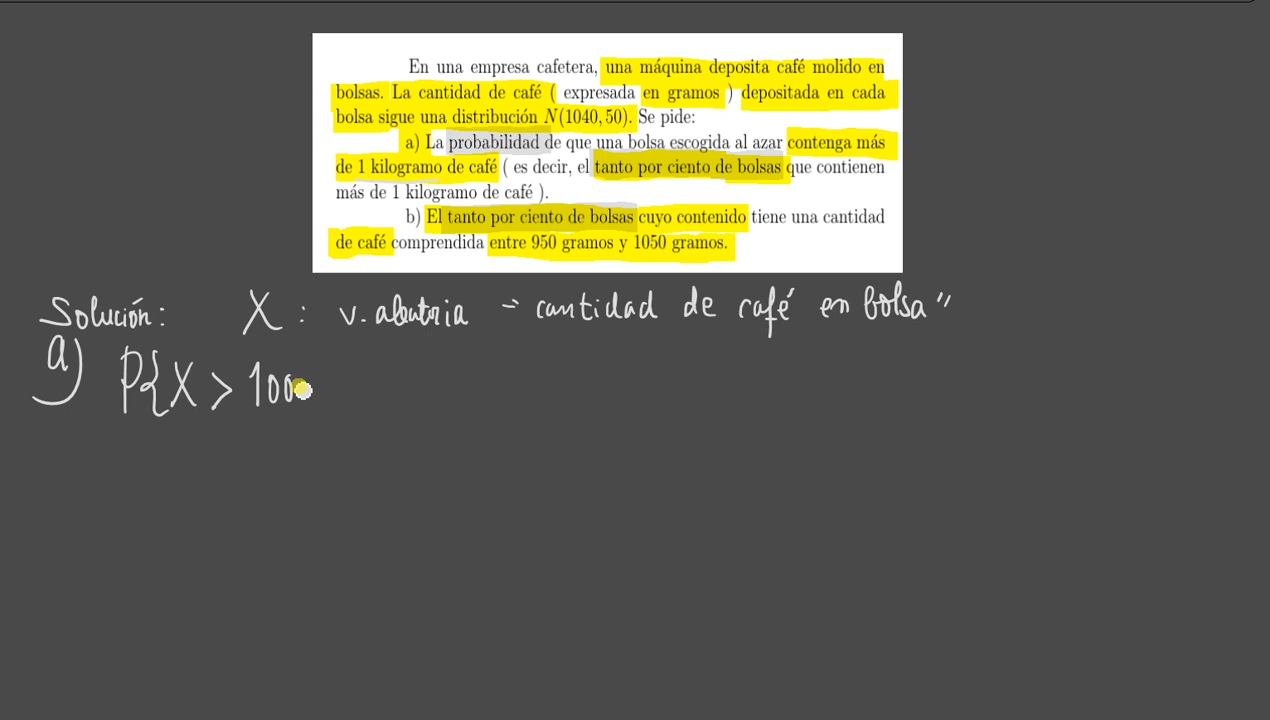 En una empresa cafetera, una máquina deposita café molido en
bolsas. La cantidad de café ( expresada en gramos ) depositada en cada
bolsa sigue una distribución N(1040, 50). Se pide:
a) La probabilidad de que una bolsa escogida al azar contenga más
de 1 kilogramo de café ( es decir, el tanto por ciento de bolsas que contienen
más de 1 kilogramo de café ).
b) El tanto por ciento de bolsas cuyo contenido tiene una cantidad
de café comprendida entre 950 gramos y 1050 gramos.
Solución: X : v. aleatoria = cantidad de café en bolsa"
a) P{X > 100